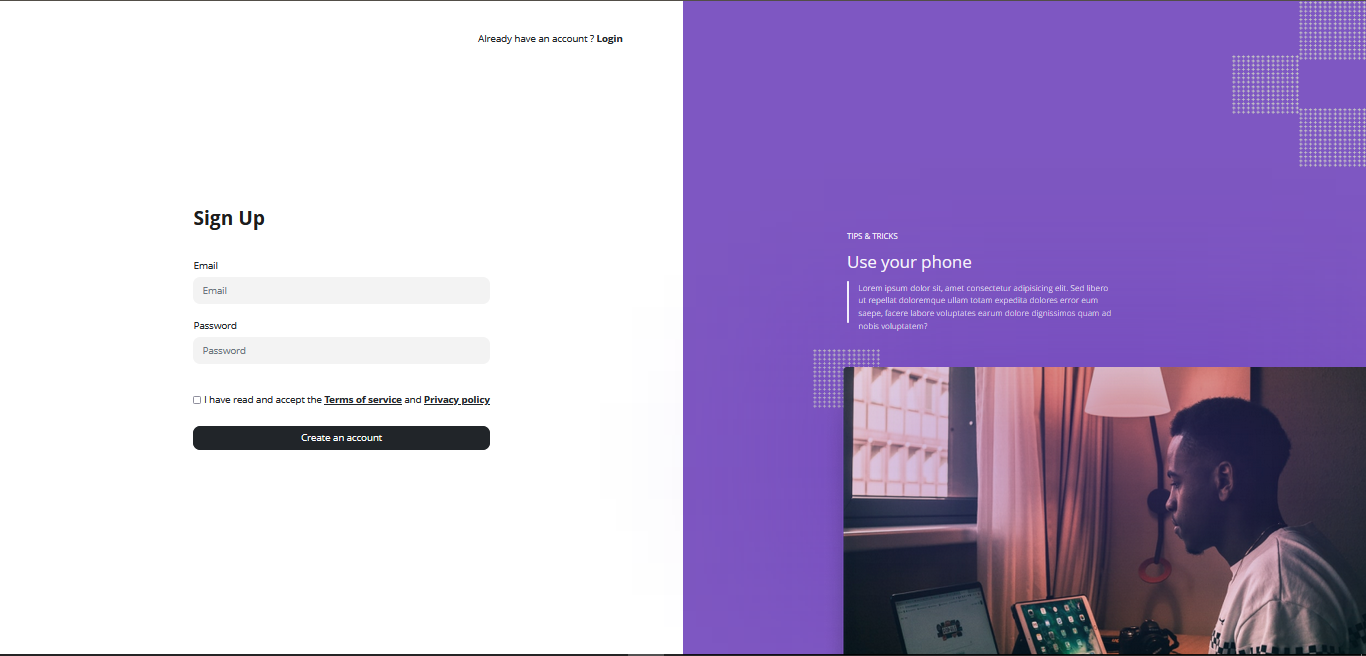 Already have an account ? Login
Sign Up
Email
Email
Password
Password
I have read and accept the Terms of service and Privacy policy
Create an account
TIPS & TRICKS
Use your phone
Lorem ipsum dolor sit, amet consectetur adipisicing elit. Sed libero
ut repellat doloremque ullam totam expedita dolores error eum
saepe, facere labore voluptates earum dolore dignissimos quam ad
nobis voluptatem?